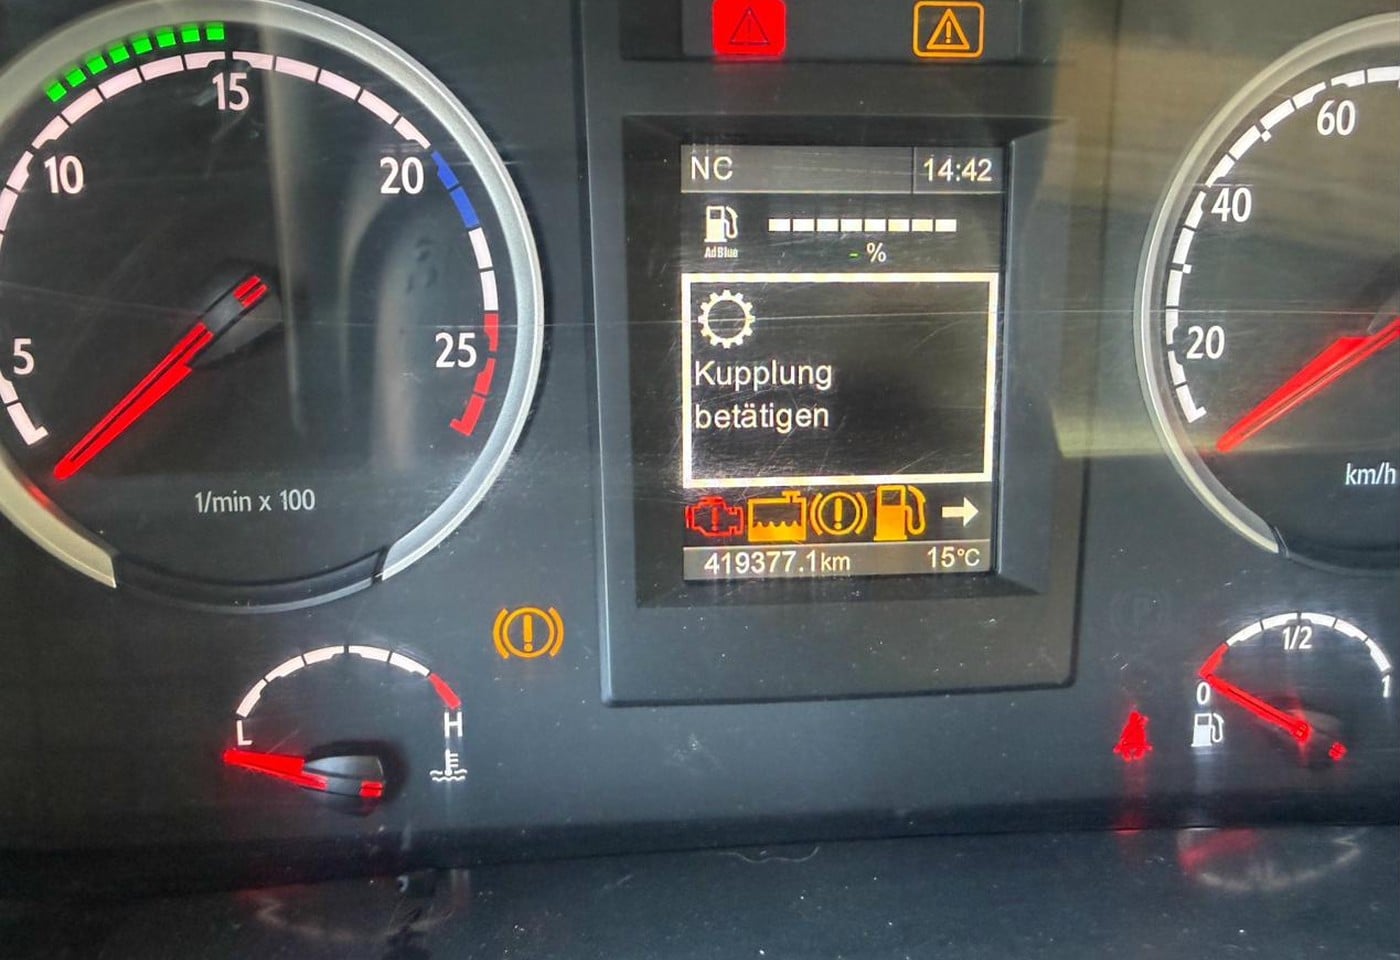 15
10
20
5
25
1/min x 100
NC
14:42
AdBlue
- %
Kupplung
betätigen
419377.1km
15°C
60
40
20
km/h
L
H
0
1/2
1